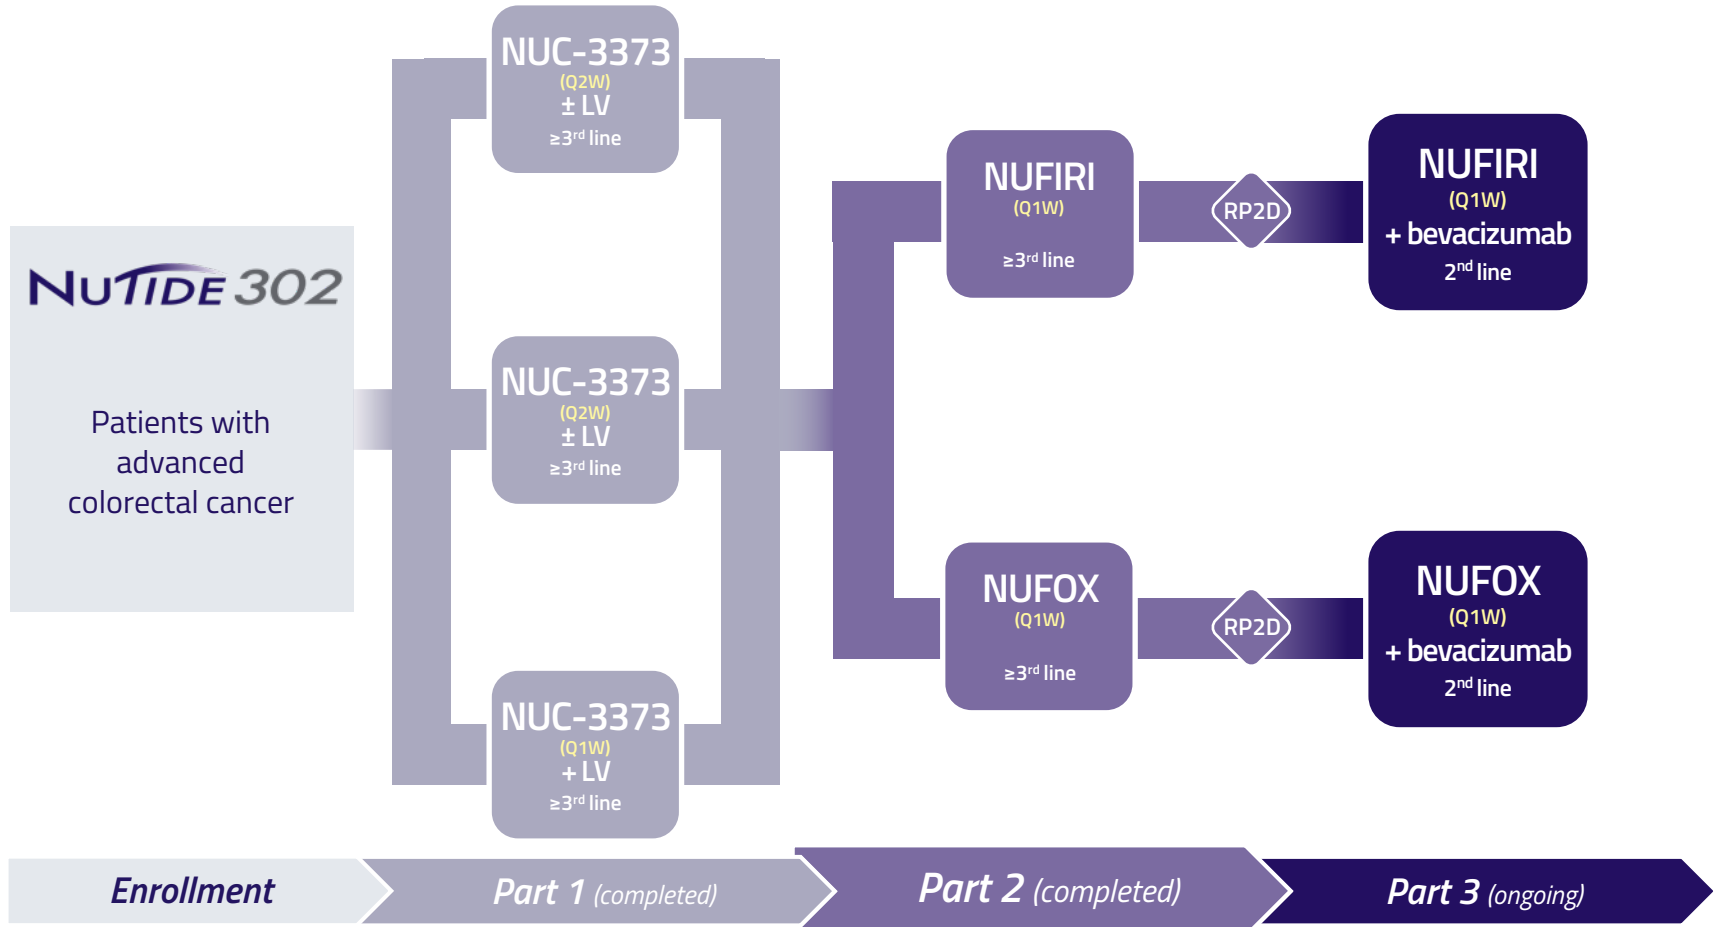 NuTIDE 302
Patients with
advanced
colorectal cancer
NUC-3373
(Q2W)
± LV
≥3rd line
NUC-3373
(Q2W)
± LV
≥3rd line
NUC-3373
(Q1W)
+ LV
≥3rd line
NUFIRI
(Q1W)
≥3rd line
RP2D
NUFIRI
(Q1W)
+ bevacizumab
2nd line
NUFOX
(Q1W)
≥3rd line
RP2D
NUFOX
(Q1W)
+ bevacizumab
2nd line
Enrollment
Part 1 (completed)
Part 2 (completed)
Part 3 (ongoing)